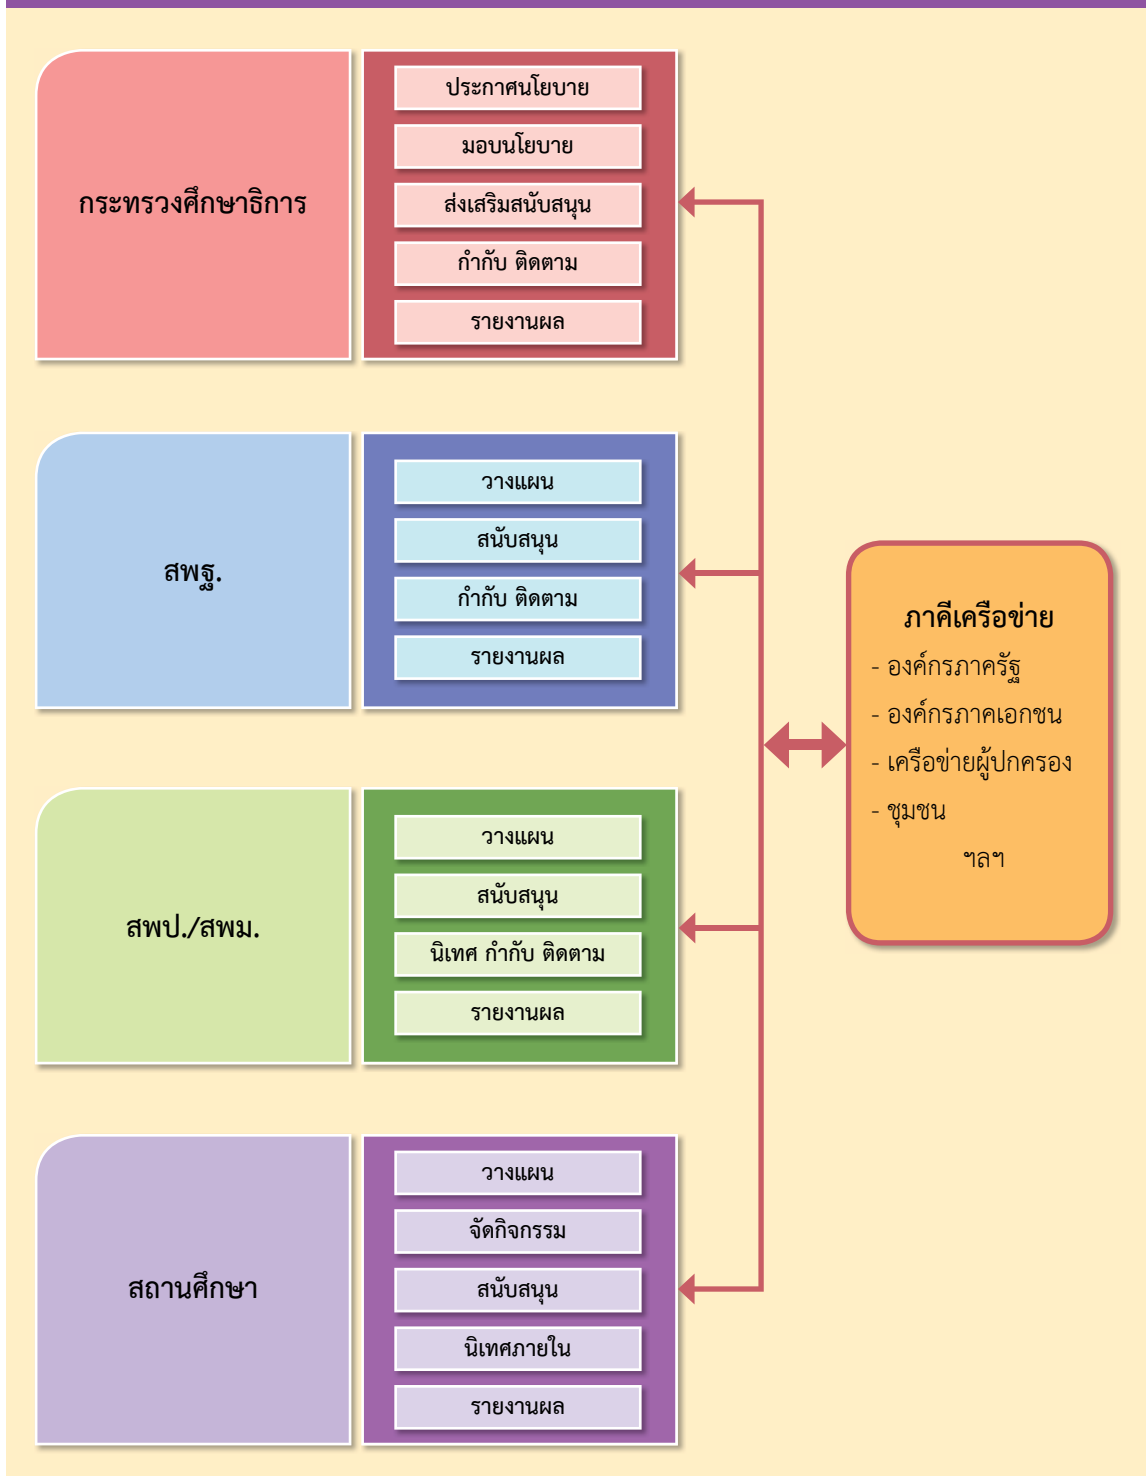 กระทรวงศึกษาธิการ
ประกาศนโยบาย
มอบนโยบาย
ส่งเสริมสนับสนุน
กำกับ ติดตาม
รายงานผล
สพฐ.
วางแผน
สนับสนุน
กำกับ ติดตาม
รายงานผล
สพป./สพม.
วางแผน
สนับสนุน
นิเทศ กำกับ ติดตาม
รายงานผล
สถานศึกษา
วางแผน
จัดกิจกรรม
สนับสนุน
นิเทศภายใน
รายงานผล
ภาคีเครือข่าย
- องค์กรภาครัฐ
- องค์กรภาคเอกชน
- เครือข่ายผู้ปกครอง
- ชุมชน
ฯลฯ